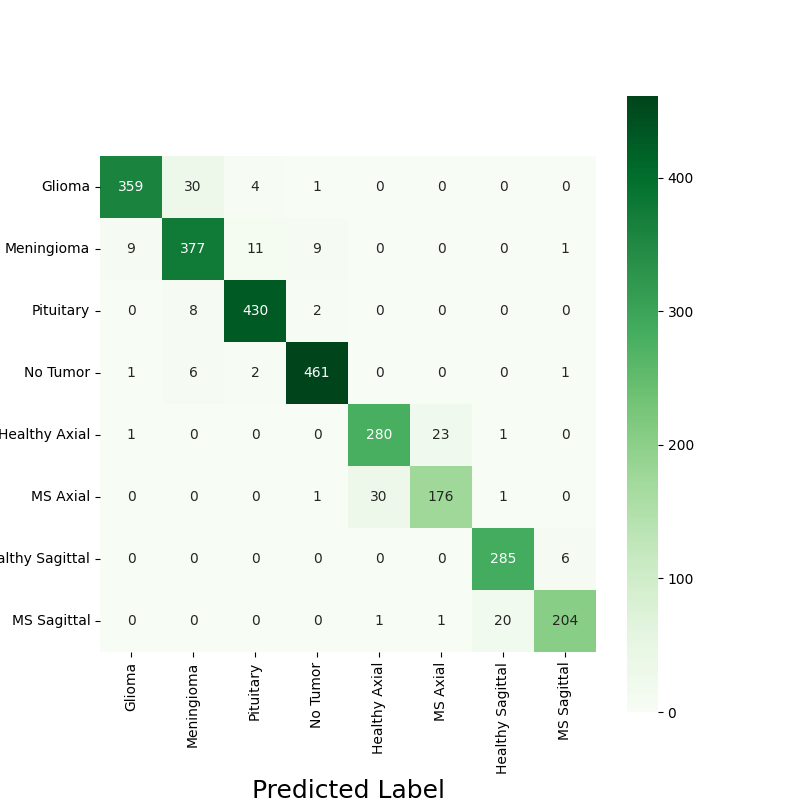 Glioma 359 30 4 1 0 0 0 0
Meningioma 9 377 11 9 0 0 0 1
Pituitary 0 8 430 2 0 0 0 0
No Tumor 1 6 2 461 0 0 0 1
Healthy Axial 1 0 0 0 280 23 1 0
MS Axial 0 0 0 1 30 176 1 0
althy Sagittal 0 0 0 0 0 0 285 6
MS Sagittal 0 0 0 0 1 1 20 204
Glioma
Meningioma
Pituitary
No Tumor
Healthy Axial
MS Axial
Healthy Sagittal
MS Sagittal
Predicted Label
400
300
200
100
0